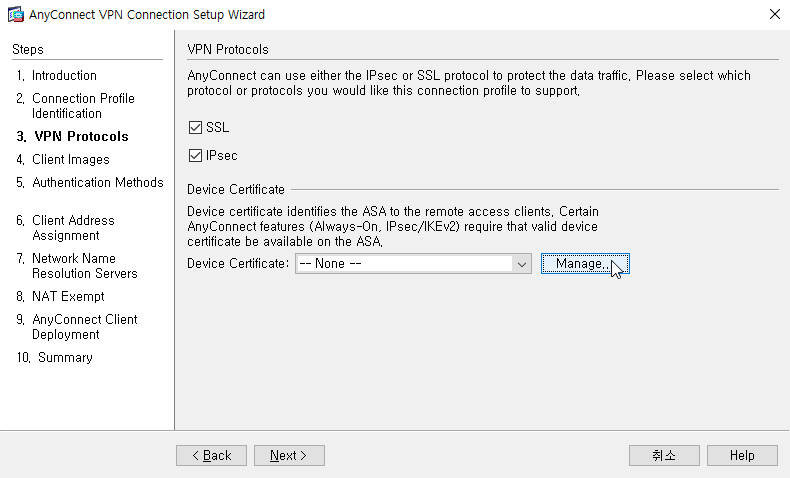 AnyConnect VPN Connection Setup Wizard
Steps
1. Introduction
2. Connection Profile
Identification
3. VPN Protocols
4. Client Images
5. Authentication Methods
6. Client Address
Assignment
7. Network Name
Resolution Servers
8. NAT Exempt
9. AnyConnect Client
Deployment
10. Summary
VPN Protocols
AnyConnect can use either the IPsec or SSL protocol to protect the data traffic. Please select which
protocol or protocols you would like this connection profile to support.
SSL
IPsec
Device Certificate
Device certificate identifies the ASA to the remote access clients. Certain
AnyConnect features (Always-On, IPsec/IKEv2) require that valid device
certificate be available on the ASA.
Device Certificate: -- None -- Manage...
< Back Next > 취소 Help